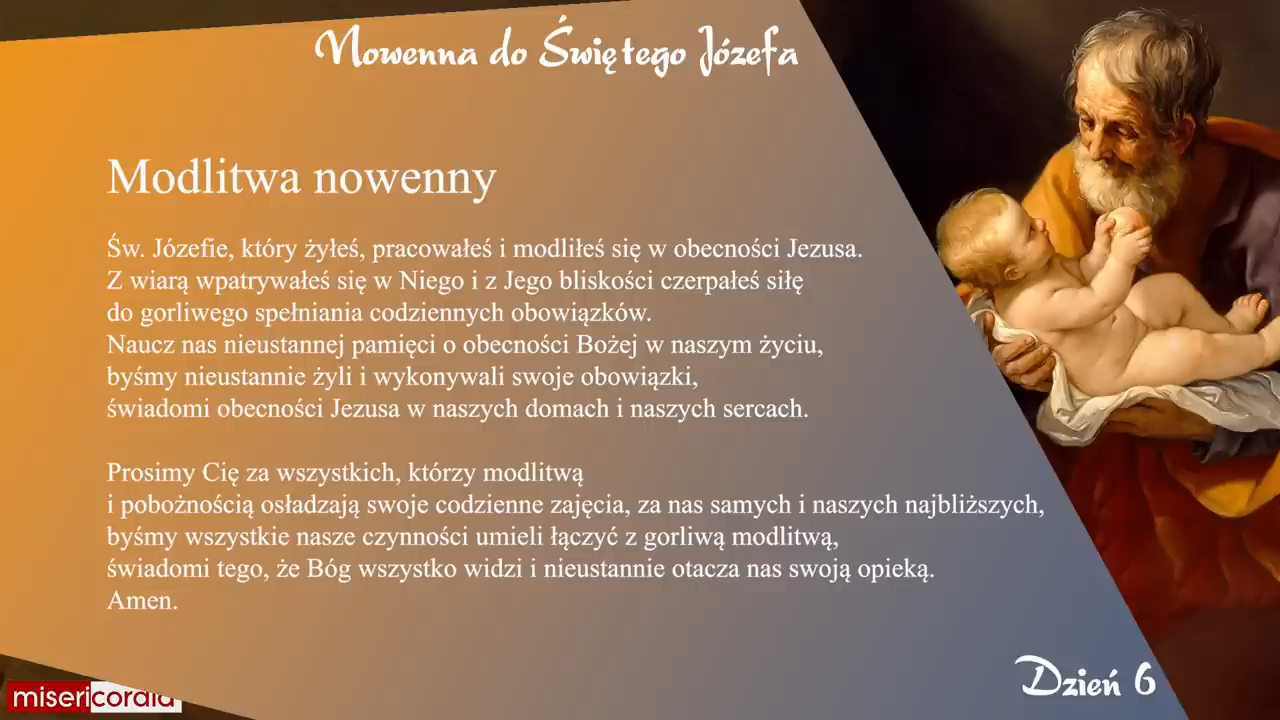 Nowenna do Świętego Józefa
Modlitwa nowenny
Św. Józefie, który żyłeś, pracowałeś i modliłeś się w obecności Jezusa.
Z wiarą wpatrywałeś się w Niego i z Jego bliskości czerpałeś siłę
do gorliwego spełniania codziennych obowiązków.
Naucz nas nieustannej pamięci o obecności Bożej w naszym życiu,
byśmy nieustannie żyli i wykonywali swoje obowiązki,
świadomi obecności Jezusa w naszych domach i naszych sercach.
Prosimy Cię za wszystkich, którzy modlitwą
i pobożnością osładzają swoje codzienne zajęcia, za nas samych i naszych najbliższych,
byśmy wszystkie nasze czynności umieli łączyć z gorliwą modlitwą,
świadomi tego, że Bóg wszystko widzi i nieustannie otacza nas swoją opieką.
Amen.
Dzień 6
misericordia